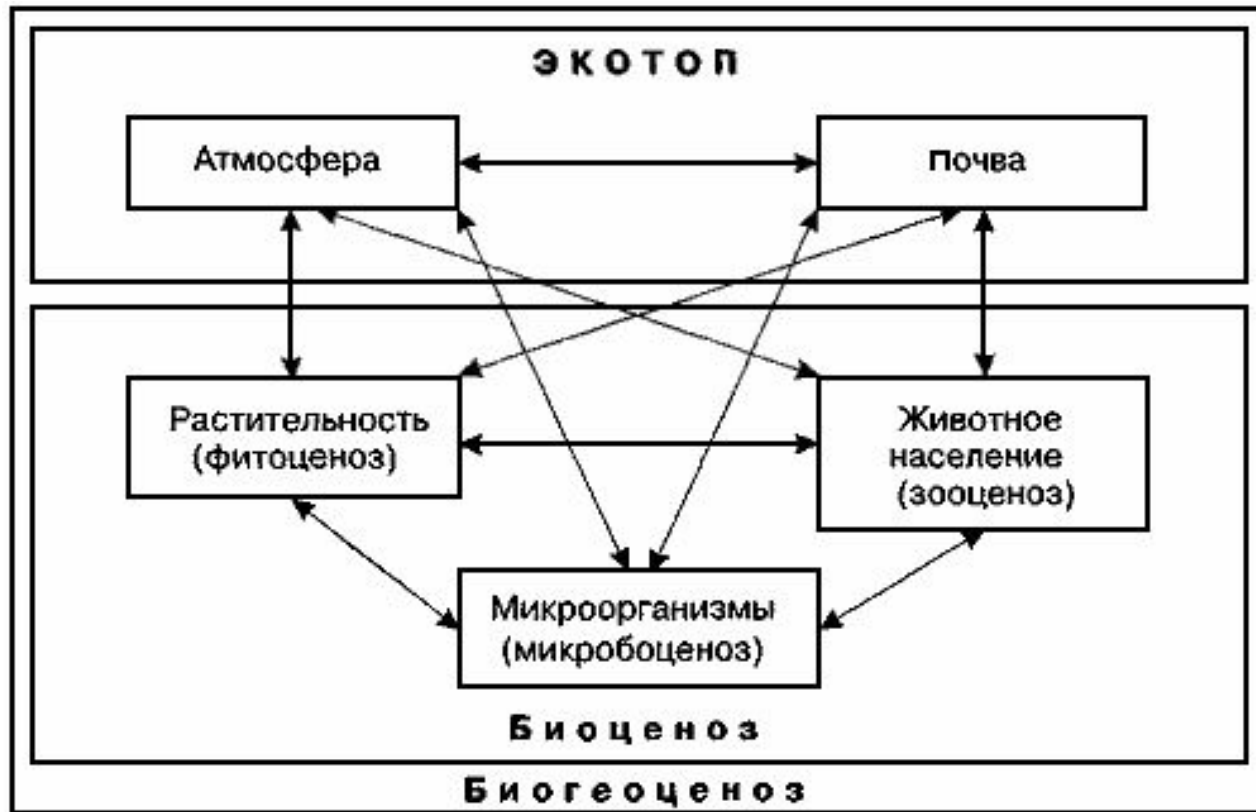 ЭКОТОП
Атмосфера
почва
Растительность
(фитоценоз)
Животное
население
(зооценоз)
Микроорганизмы
(микробоценоз)
Биоценоз
Биогеоценоз